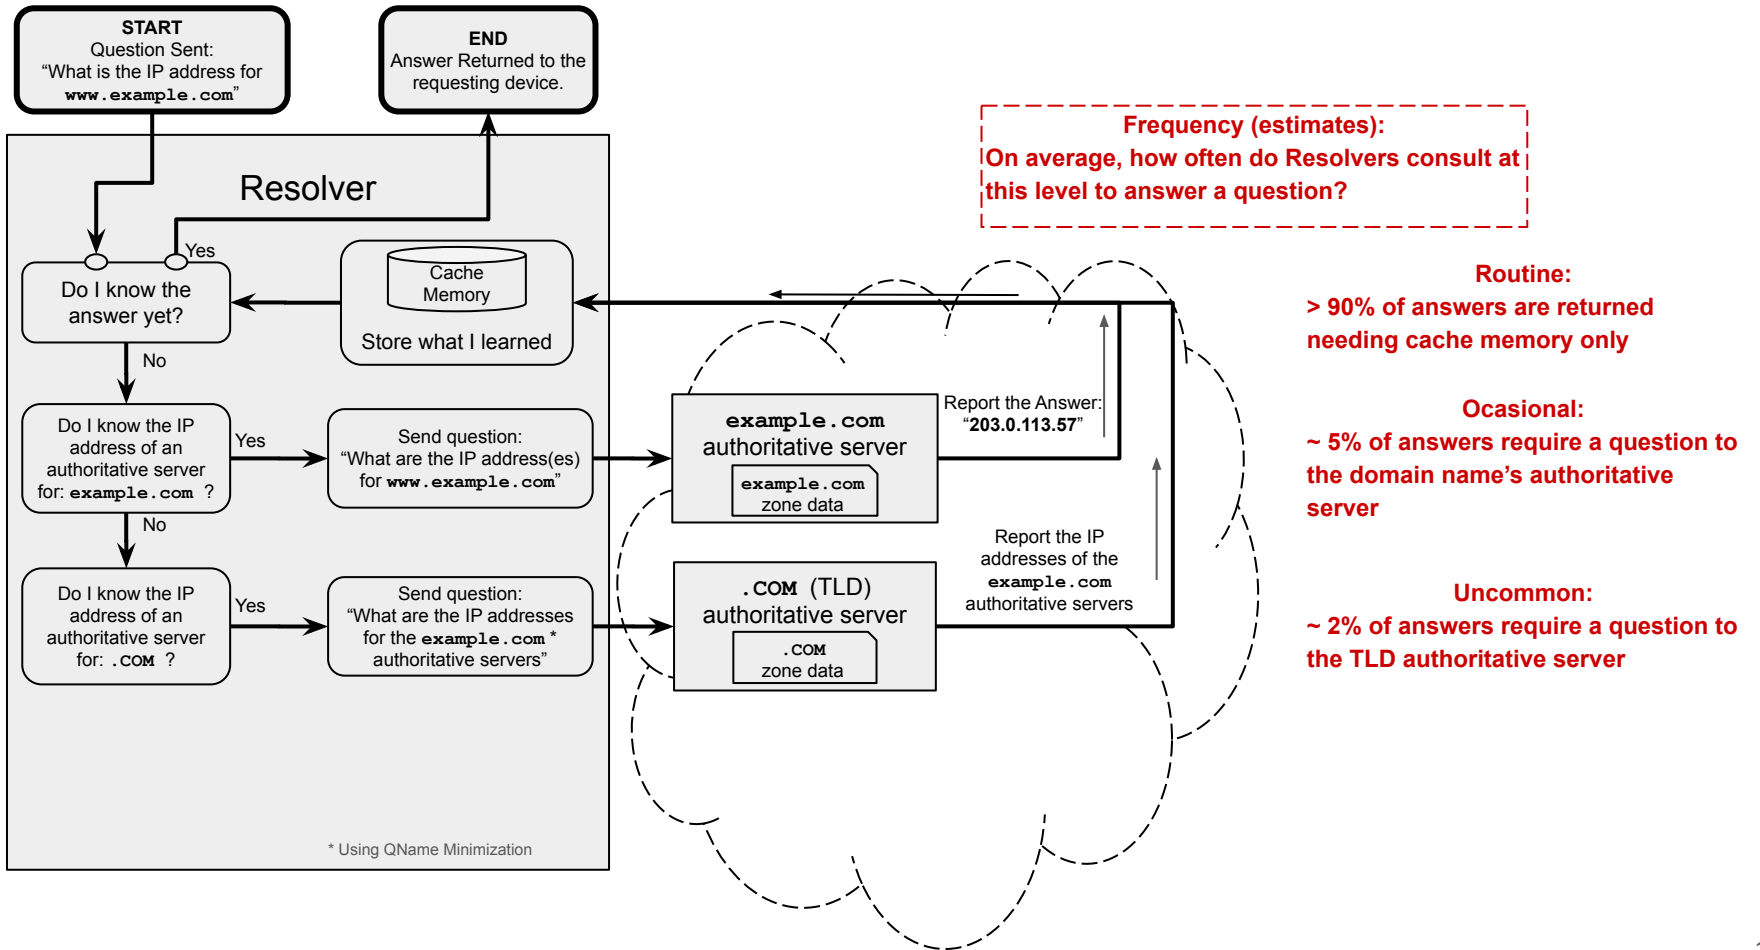 START
Question Sent:
“What is the IP address for
www.example.com”
END
Answer Returned to the
requesting device.
Resolver
Yes
Do I know the
answer yet?
Cache
Memory
Store what I learned
No
Do I know the IP
address of an
authoritative server
for: example.com ?
Yes
Send question:
“What are the IP address(es)
for www.example.com”
example.com
authoritative server
example.com
zone data
Report the Answer:
“203.0.113.57”
No
Do I know the IP
address of an
authoritative server
for: .COM ?
Yes
Send question:
“What are the IP addresses
for the example.com *
authoritative servers”
.COM (TLD)
authoritative server
.COM
zone data
Report the IP
addresses of the
example.com
authoritative servers
* Using QName Minimization
Frequency (estimates):
On average, how often do Resolvers consult at
this level to answer a question?
Routine:
> 90% of answers are returned
needing cache memory only
Ocasional:
~ 5% of answers require a question to
the domain name’s authoritative
server
Uncommon:
~ 2% of answers require a question to
the TLD authoritative server